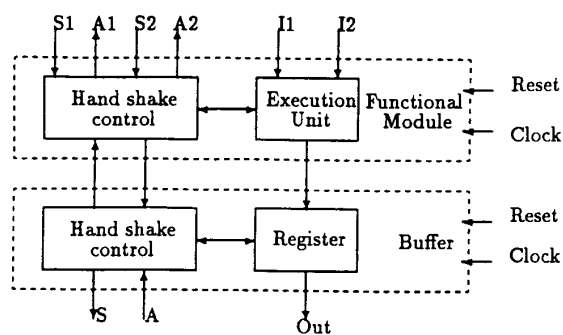 S1 A1 S2 A2 I1 I2
Hand shake
control
Execution
Unit
Functional
Module
Reset
Clock
Hand shake
control
Register
Buffer
Reset
Clock
S A Out